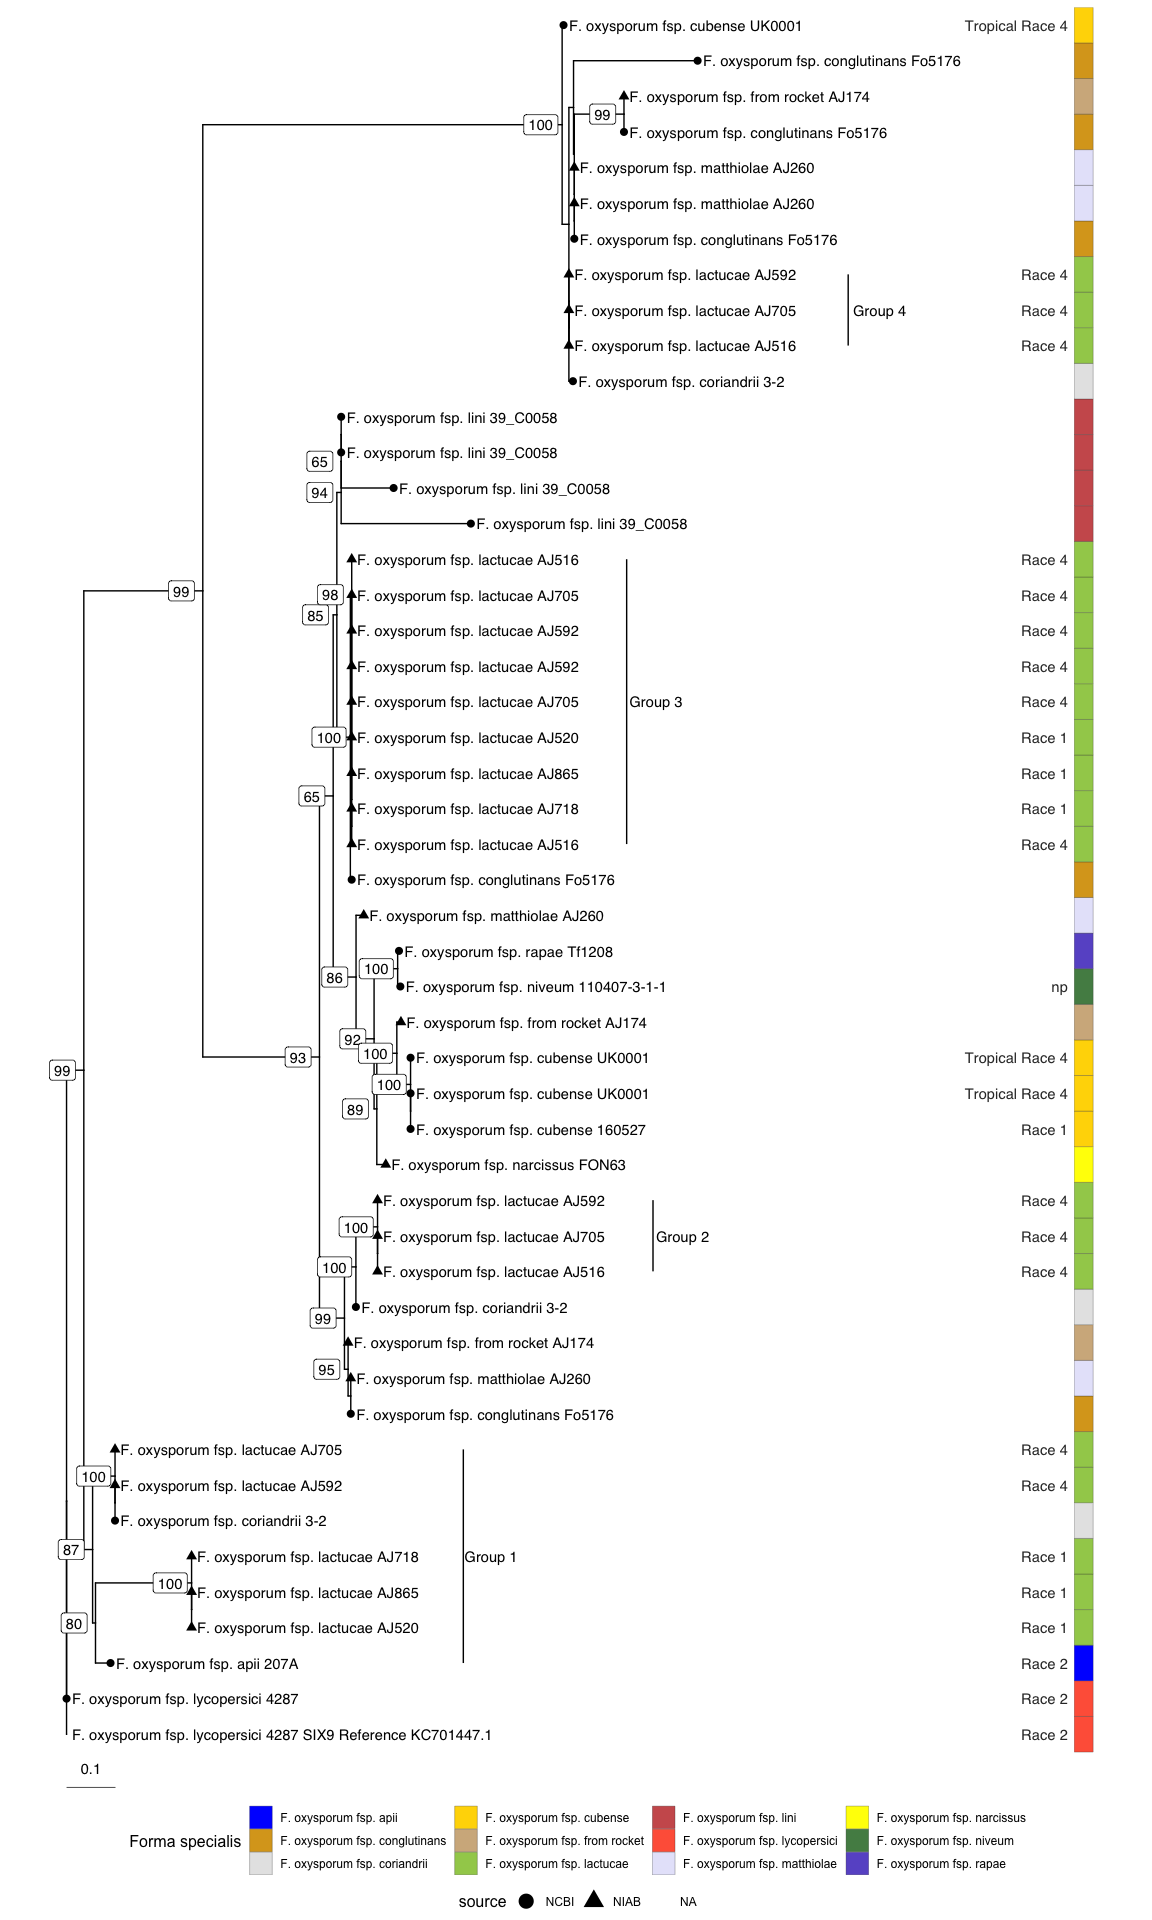 F. oxysporum fsp. cubense UK0001 Tropical Race 4
F. oxysporum fsp. conglutinans Fo5176
F. oxysporum fsp. from rocket AJ174
99
100
F. oxysporum fsp. conglutinans Fo5176
F. oxysporum fsp. matthiolae AJ260
F. oxysporum fsp. matthiolae AJ260
F. oxysporum fsp. conglutinans Fo5176
F. oxysporum fsp. lactucae AJ592 Race 4
F. oxysporum fsp. lactucae AJ705 Group 4 Race 4
F. oxysporum fsp. lactucae AJ516 Race 4
F. oxysporum fsp. coriandrii 3-2
F. oxysporum fsp. lini 39_C0058
F. oxysporum fsp. lini 39_C0058
65
F. oxysporum fsp. lini 39_C0058
94
F. oxysporum fsp. lini 39_C0058
F. oxysporum fsp. lactucae AJ516 Race 4
99
98
F. oxysporum fsp. lactucae AJ705 Race 4
85
F. oxysporum fsp. lactucae AJ592 Race 4
F. oxysporum fsp. lactucae AJ592 Race 4
F. oxysporum fsp. lactucae AJ705 Group 3 Race 4
100
F. oxysporum fsp. lactucae AJ520 Race 1
F. oxysporum fsp. lactucae AJ865 Race 1
65
F. oxysporum fsp. lactucae AJ718 Race 1
F. oxysporum fsp. lactucae AJ516 Race 4
F. oxysporum fsp. conglutinans Fo5176
F. oxysporum fsp. matthiolae AJ260
F. oxysporum fsp. rapae Tf1208
100
86
F. oxysporum fsp. niveum 110407-3-1-1 np
F. oxysporum fsp. from rocket AJ174
92
100
93
F. oxysporum fsp. cubense UK0001 Tropical Race 4
99
100
F. oxysporum fsp. cubense UK0001 Tropical Race 4
89
F. oxysporum fsp. cubense 160527 Race 1
F. oxysporum fsp. narcissus FON63
F. oxysporum fsp. lactucae AJ592 Race 4
100
F. oxysporum fsp. lactucae AJ705 Group 2 Race 4
100
F. oxysporum fsp. lactucae AJ516 Race 4
F. oxysporum fsp. coriandrii 3-2
99
F. oxysporum fsp. from rocket AJ174
95
F. oxysporum fsp. matthiolae AJ260
F. oxysporum fsp. conglutinans Fo5176
F. oxysporum fsp. lactucae AJ705 Race 4
100
F. oxysporum fsp. lactucae AJ592 Race 4
F. oxysporum fsp. coriandrii 3-2
87
F. oxysporum fsp. lactucae AJ718 Group 1 Race 1
100
F. oxysporum fsp. lactucae AJ865 Race 1
80
F. oxysporum fsp. lactucae AJ520 Race 1
F. oxysporum fsp. apii 207A Race 2
F. oxysporum fsp. lycopersici 4287 Race 2
F. oxysporum fsp. lycopersici 4287 SIX9 Reference KC701447.1 Race 2
0.1
F. oxysporum fsp. apii F. oxysporum fsp. cubense F. oxysporum fsp. lini F. oxysporum fsp. narcissus
Forma specialis F. oxysporum fsp. conglutinans F. oxysporum fsp. from rocket F. oxysporum fsp. lycopersici F. oxysporum fsp. niveum
F. oxysporum fsp. coriandrii F. oxysporum fsp. lactucae F. oxysporum fsp. matthiolae F. oxysporum fsp. rapae
source NCBI NIAB NA